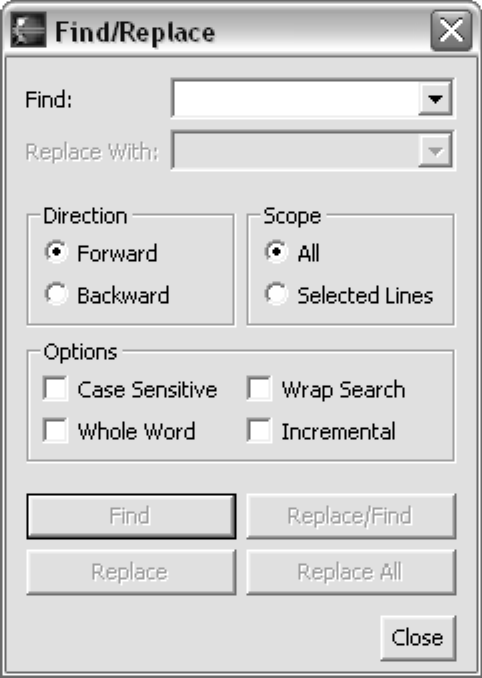 Find/Replace
Find:
Replace With:
Direction
Scope
Forward
All
Backward
Selected Lines
Options
Case Sensitive
Wrap Search
Whole Word
Incremental
Find
Replace/Find
Replace
Replace All
Close